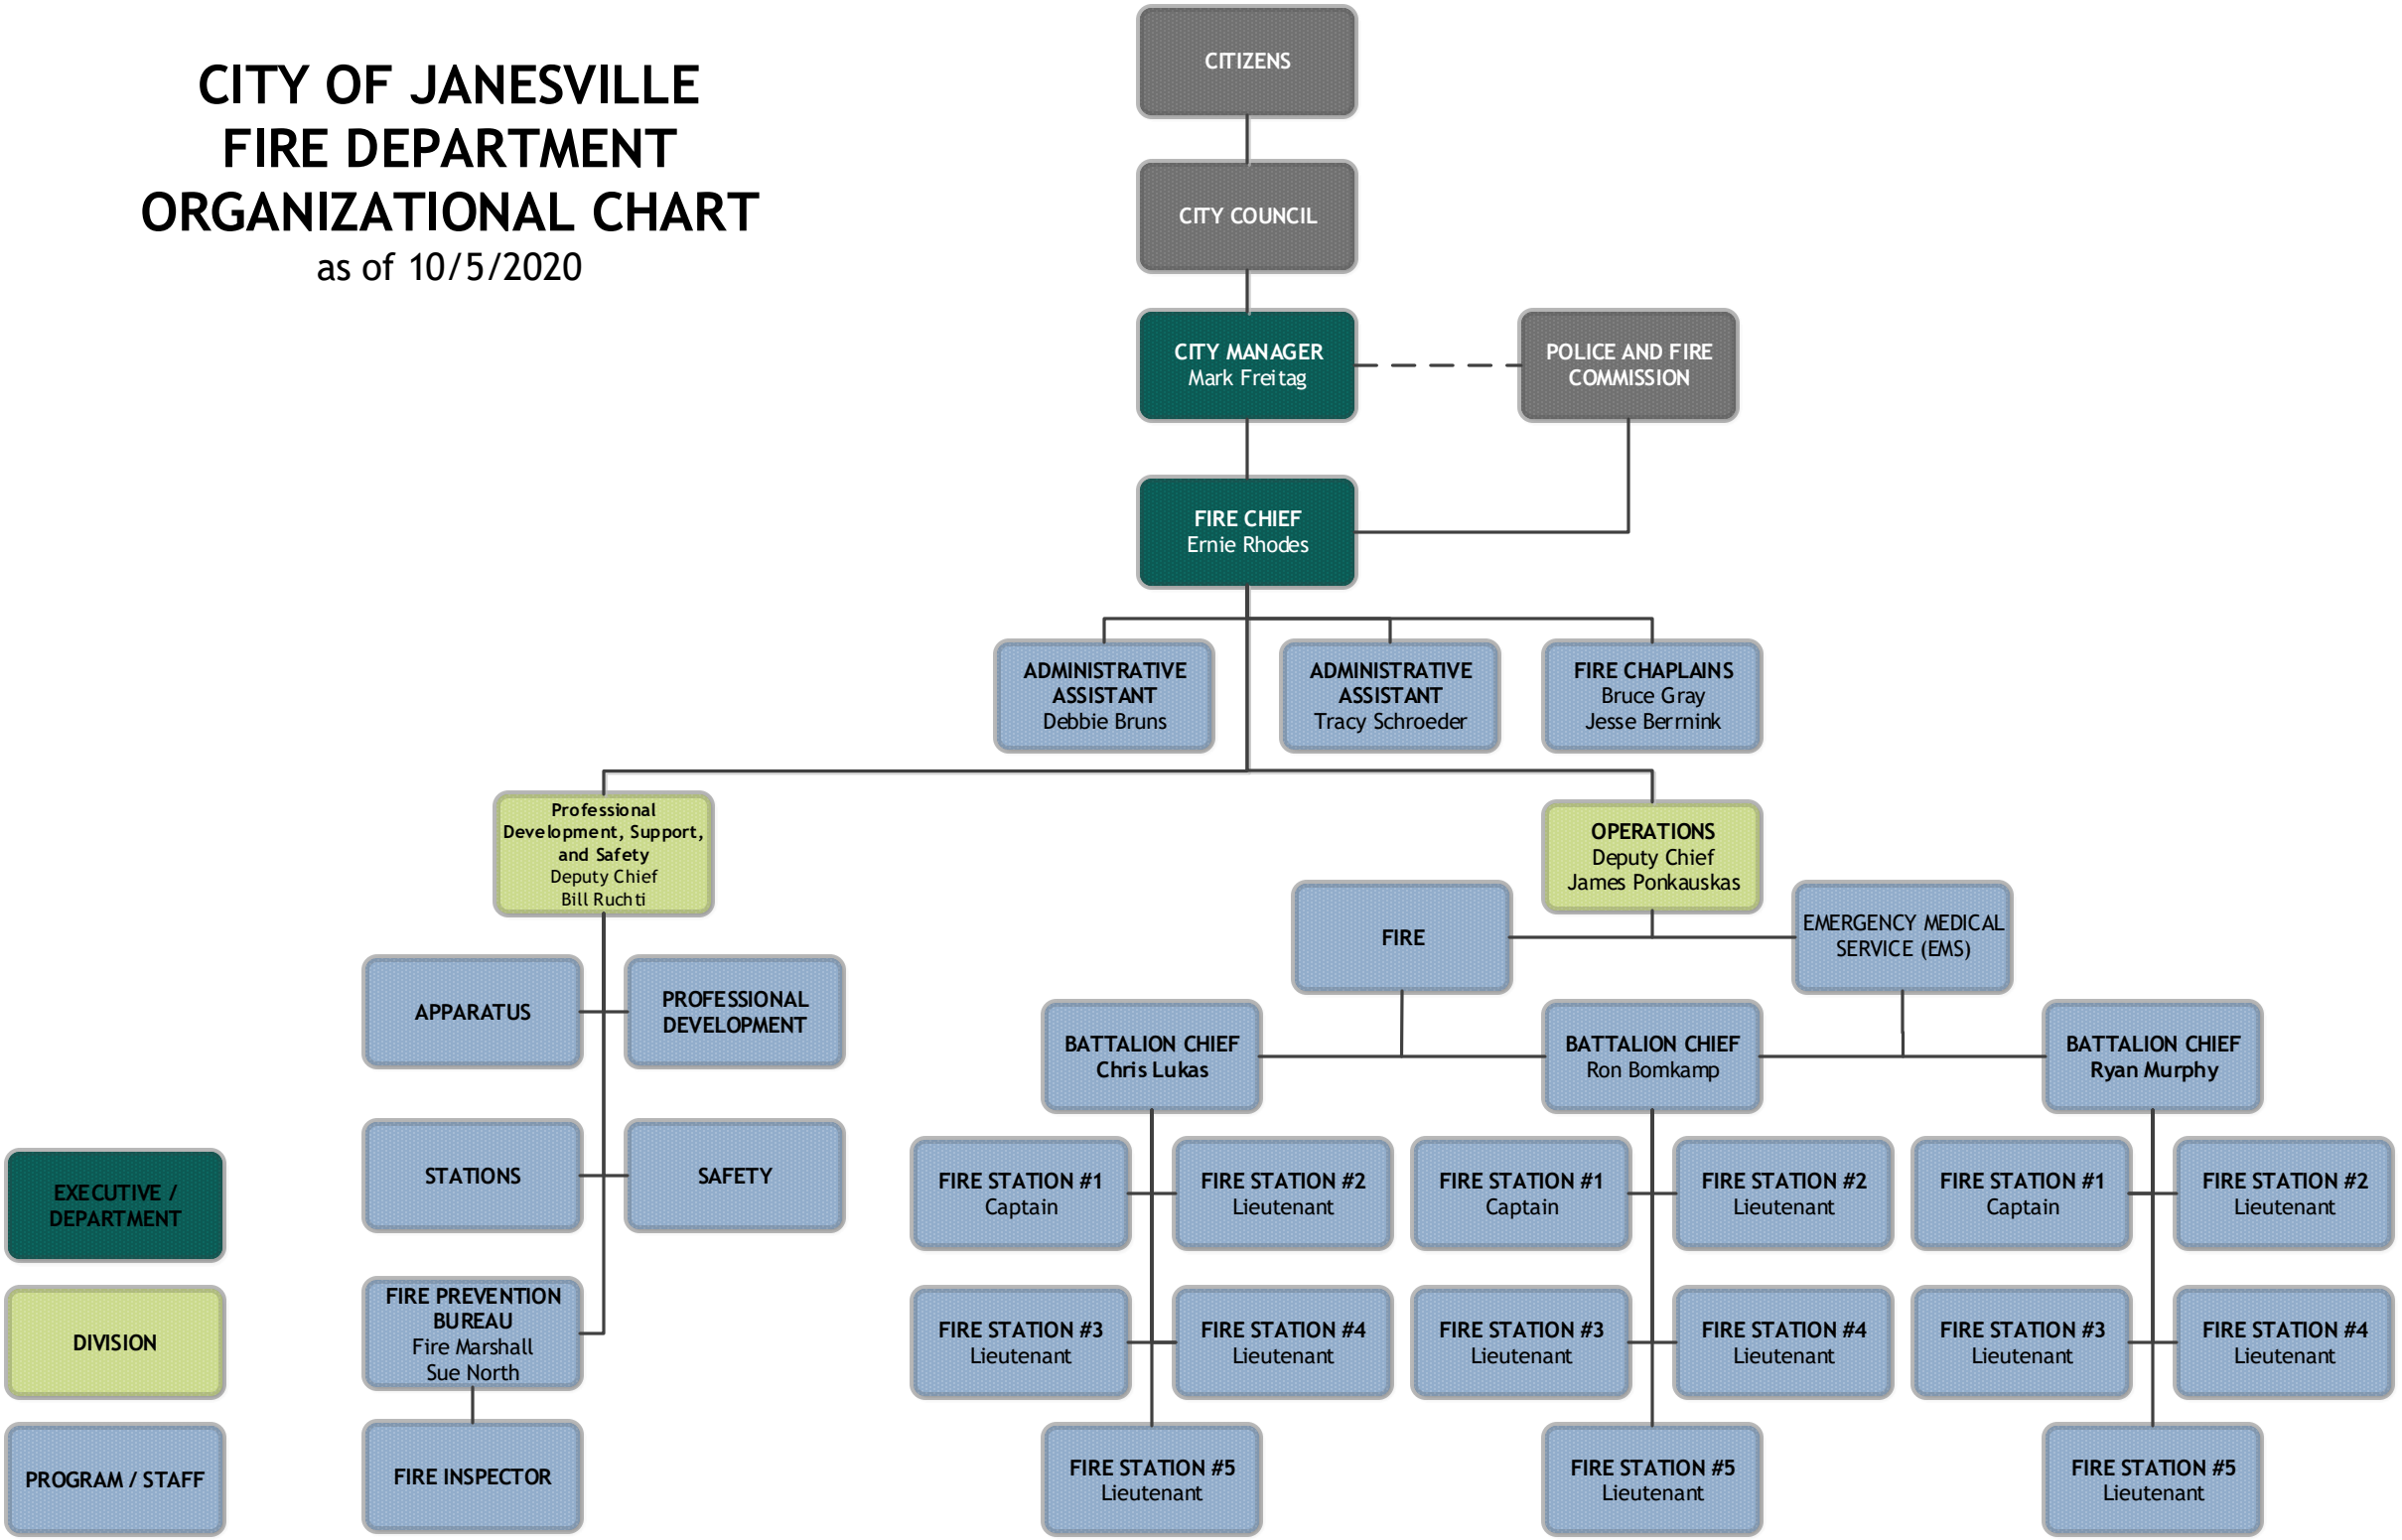 CITY OF JANESVILLE
FIRE DEPARTMENT
ORGANIZATIONAL CHART
as of 10/5/2020
CITIZENS
CITY COUNCIL
CITY MANAGER
Mark Freitag
POLICE AND FIRE
COMMISSION
FIRE CHIEF
Ernie Rhodes
ADMINISTRATIVE
ASSISTANT
Debbie Bruns
ADMINISTRATIVE
ASSISTANT
Tracy Schroeder
FIRE CHAPLAINS
Bruce Gray
Jesse Berrnink
Professional
Development, Support,
and Safety
Deputy Chief
Bill Ruchti
OPERATIONS
Deputy Chief
James Ponkauskas
FIRE
EMERGENCY MEDICAL
SERVICE (EMS)
APPARATUS
PROFESSIONAL
DEVELOPMENT
STATIONS
SAFETY
FIRE PREVENTION
BUREAU
Fire Marshall
Sue North
FIRE INSPECTOR
BATTALION CHIEF
Chris Lukas
BATTALION CHIEF
Ron Bomkamp
BATTALION CHIEF
Ryan Murphy
FIRE STATION #1
Captain
FIRE STATION #2
Lieutenant
FIRE STATION #3
Lieutenant
FIRE STATION #4
Lieutenant
FIRE STATION #5
Lieutenant
FIRE STATION #1
Captain
FIRE STATION #2
Lieutenant
FIRE STATION #3
Lieutenant
FIRE STATION #4
Lieutenant
FIRE STATION #5
Lieutenant
FIRE STATION #1
Captain
FIRE STATION #2
Lieutenant
FIRE STATION #3
Lieutenant
FIRE STATION #4
Lieutenant
FIRE STATION #5
Lieutenant
EXECUTIVE /
DEPARTMENT
DIVISION
PROGRAM / STAFF